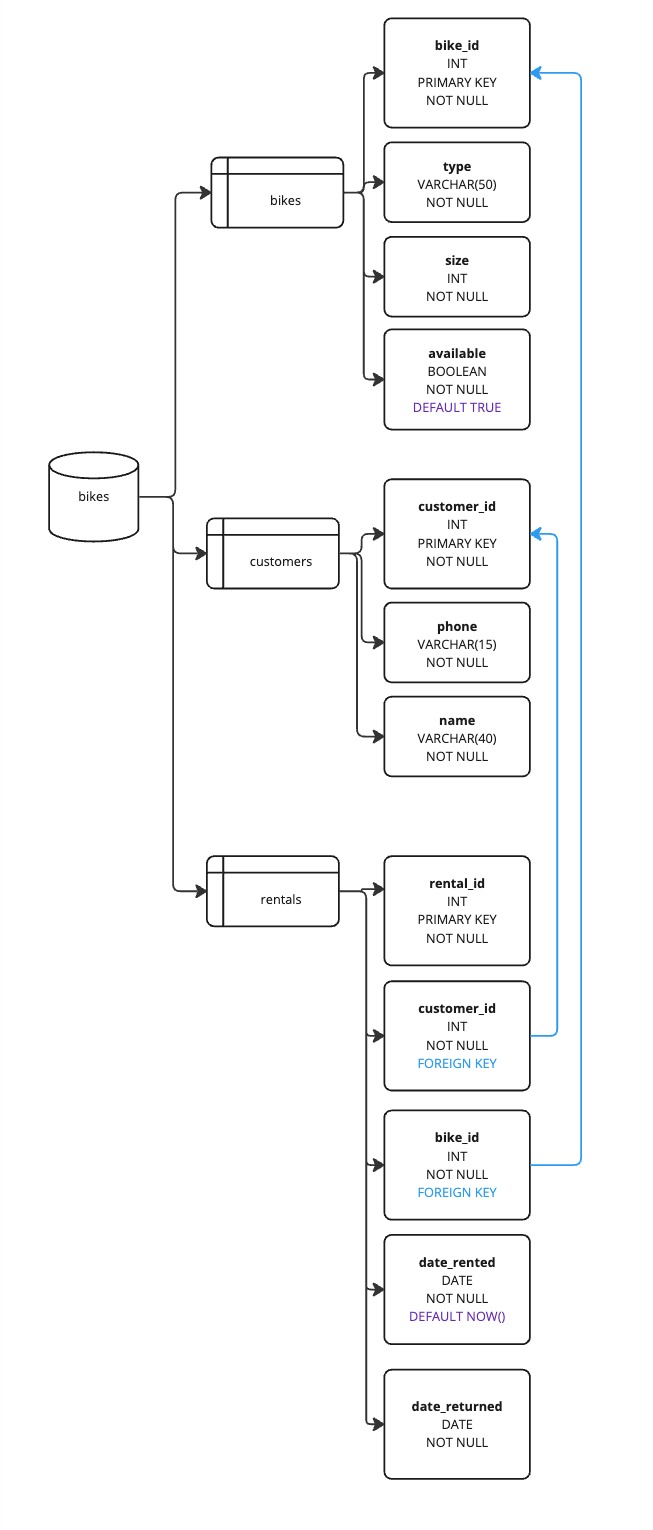 bike_id
INT
PRIMARY KEY
NOT NULL
type
VARCHAR(50)
NOT NULL
bikes
size
INT
NOT NULL
available
BOOLEAN
NOT NULL
DEFAULT TRUE
bikes
customer_id
INT
PRIMARY KEY
NOT NULL
customers
phone
VARCHAR(15)
NOT NULL
name
VARCHAR(40)
NOT NULL
rentals
rental_id
INT
PRIMARY KEY
NOT NULL
customer_id
INT
NOT NULL
FOREIGN KEY
bike_id
INT
NOT NULL
FOREIGN KEY
date_rented
DATE
NOT NULL
DEFAULT NOW()
date_returned
DATE
NOT NULL